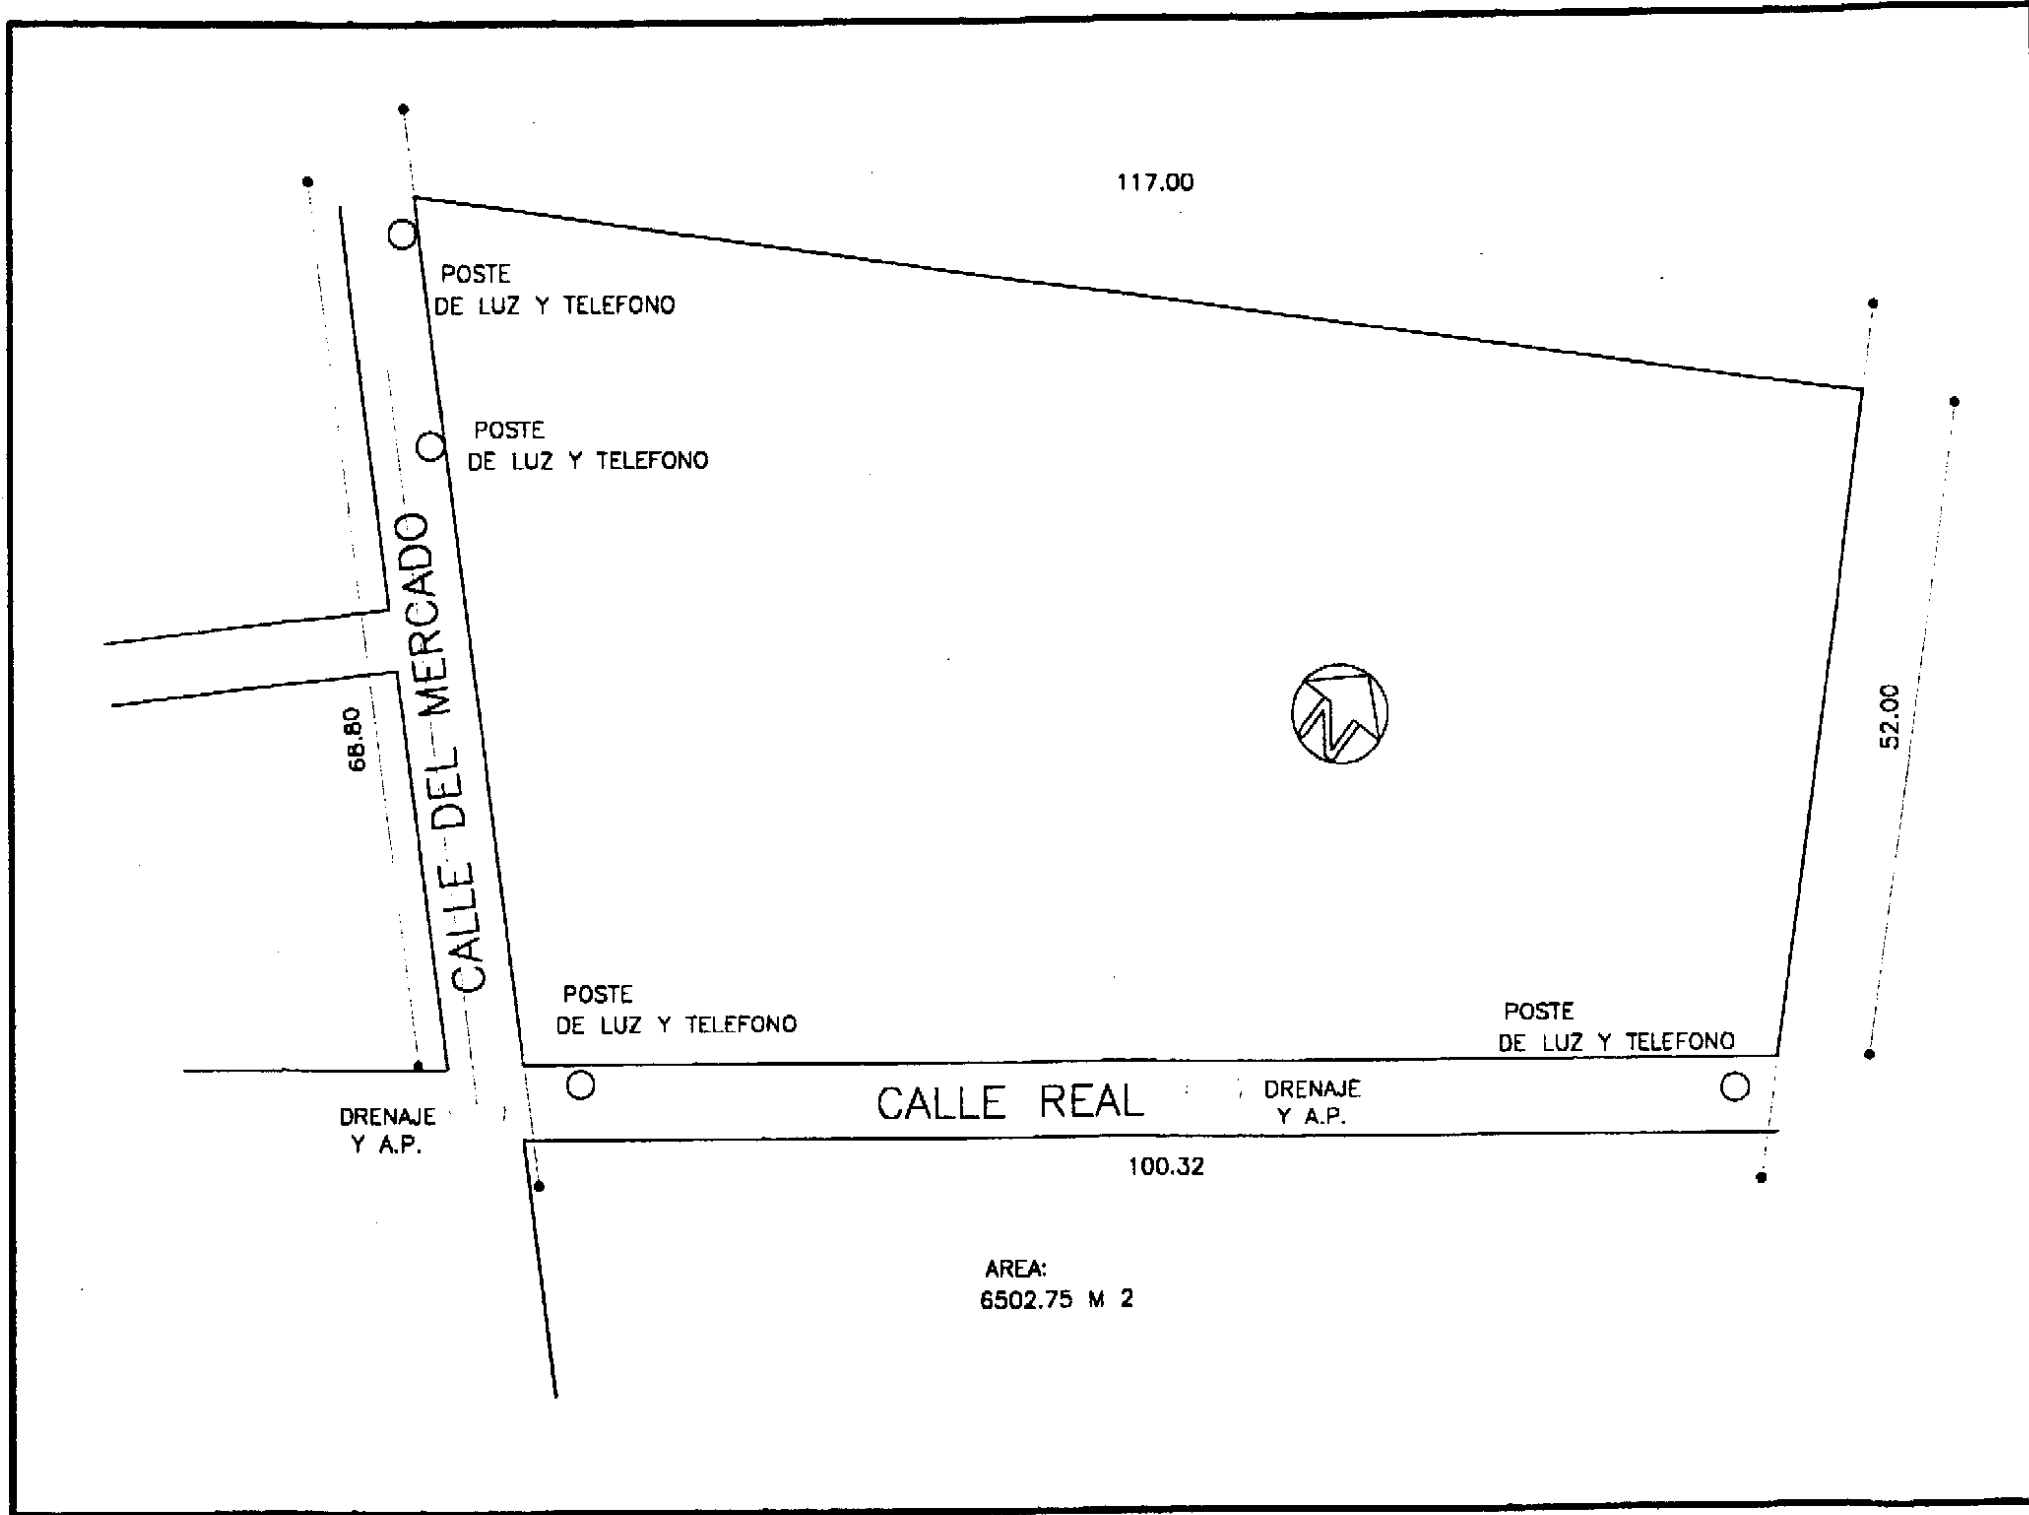 117.00
POSTE
DE LUZ Y TELEFONO
POSTE
DE LUZ Y TELEFONO
CALLE DEL MERCADO
68.80
N
52.00
POSTE
DE LUZ Y TELEFONO
POSTE
DE LUZ Y TELEFONO
CALLE REAL
DRENAJE
Y A.P.
DRENAJE
Y A.P.
100.32
AREA:
6502.75 M 2